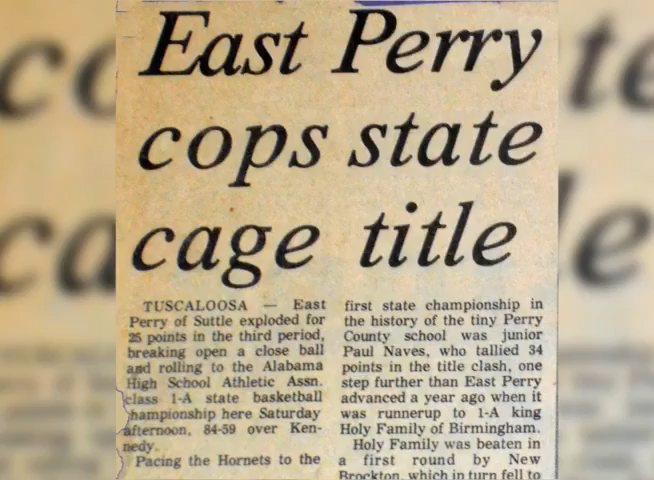 East Perry
cops state
cage title
TUSCALOOSA — East
Perry of Suttle exploded for
25 points in the third period,
breaking open a close ball
and rolling to the Alabama
High School Athletic Assn.
class 1-A state basketball
hampionship here Saturday
afternoon, 84-59 over Ken-
nedy.
Pacing the Hornets to the
first state championship in
the history of the tiny Perry
County school was junior
Paul Naves, who tallied 34
points in the title clash, one
step further than East Perry
advanced a year ago when it
was runnerup to 1-A king
Holy Family of Birmingham.
Holy Family was beaten in
a first round by New
Brockton, which in turn fell to